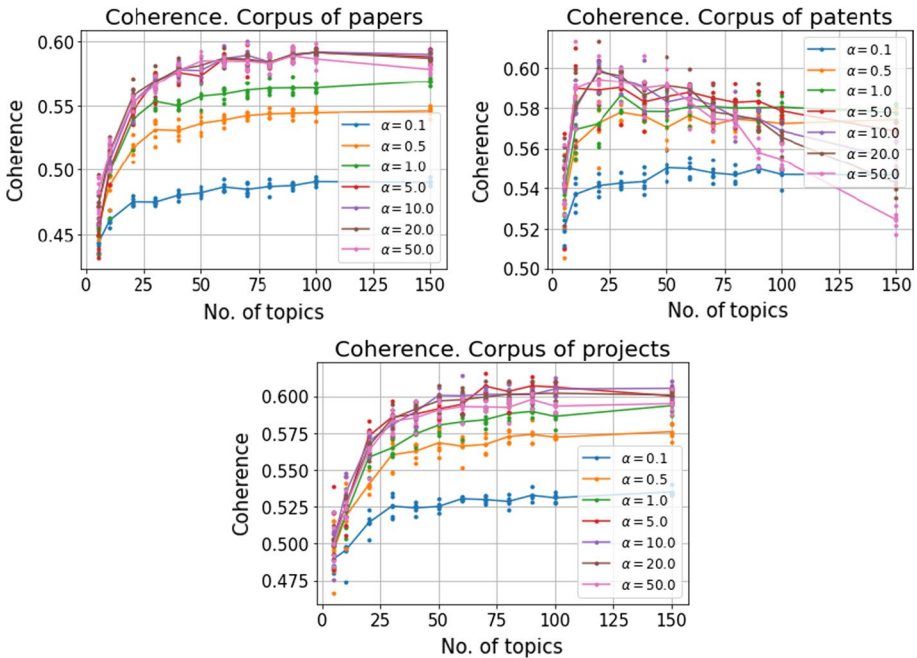 Coherence. Corpus of papers
0.60
0.55
0.50
0.45
Coherence
0
25
50
75
100
125
150
No. of topics
α = 0.1
α = 0.5
α = 1.0
α = 5.0
α = 10.0
α = 20.0
α = 50.0
Coherence. Corpus of patents
0.60
0.58
0.56
0.54
0.52
0.50
Coherence
0
25
50
75
100
125
150
No. of topics
α = 0.1
α = 0.5
α = 1.0
α = 5.0
α = 10.0
α = 20.0
α = 50.0
Coherence. Corpus of projects
0.600
0.575
0.550
0.525
0.500
0.475
Coherence
0
25
50
75
100
125
150
No. of topics
α = 0.1
α = 0.5
α = 1.0
α = 5.0
α = 10.0
α = 20.0
α = 50.0